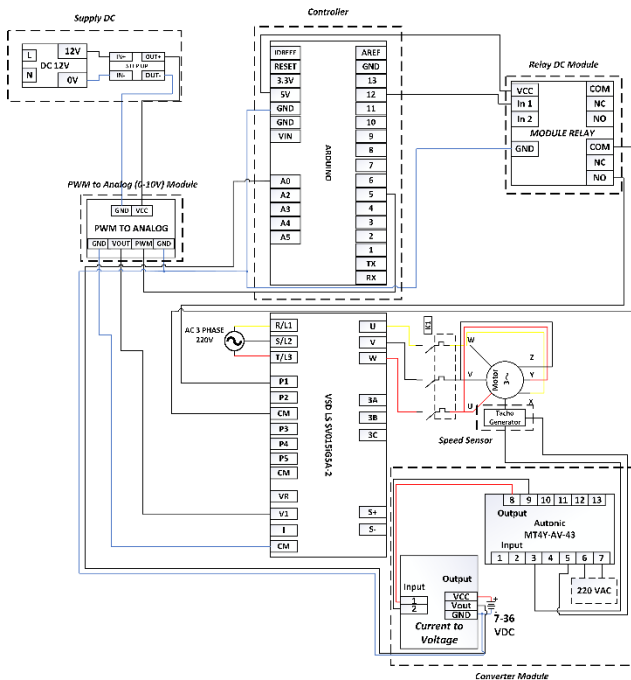 Supply DC
L
N
12V
DC 12V
0V
IN+
OUT+
STEP UP
IN-
OUT-
Controller
IOREFF
RESET
3.3V
5V
GND
GND
VIN
A0
A2
A3
A4
A5
ARDUINO
AREF
GND
13
12
11
10
9
8
7
6
5
4
3
2
1
TX
RX
Relay DC Module
VCC
In 1
In 2
GND
COM
NC
NO
MODULE RELAY
COM
NC
NO
PWM to Analog (0-10V) Module
GND
VCC
PWM TO ANALOG
GND
VOUT
PWM
GND
AC 3 PHASE
220V
R/L1
S/L2
T/L3
P1
P2
CM
P3
P4
P5
CM
VR
V1
I
CM
VSD LS SV015iG5A-2
U
V
W
3A
3B
3C
S+
S-
K1
W
V
U
Motor
3~
Z
Y
X
Tacho
Generator
Speed Sensor
8 9 10 11 12 13
Output
Autonic
MT4Y-AV-43
Input
1 2 3 4 5 6 7
220 VAC
Input
1
2
Output
VCC
Vout
GND
Current to
Voltage
+
-
7-36
VDC
Converter Module